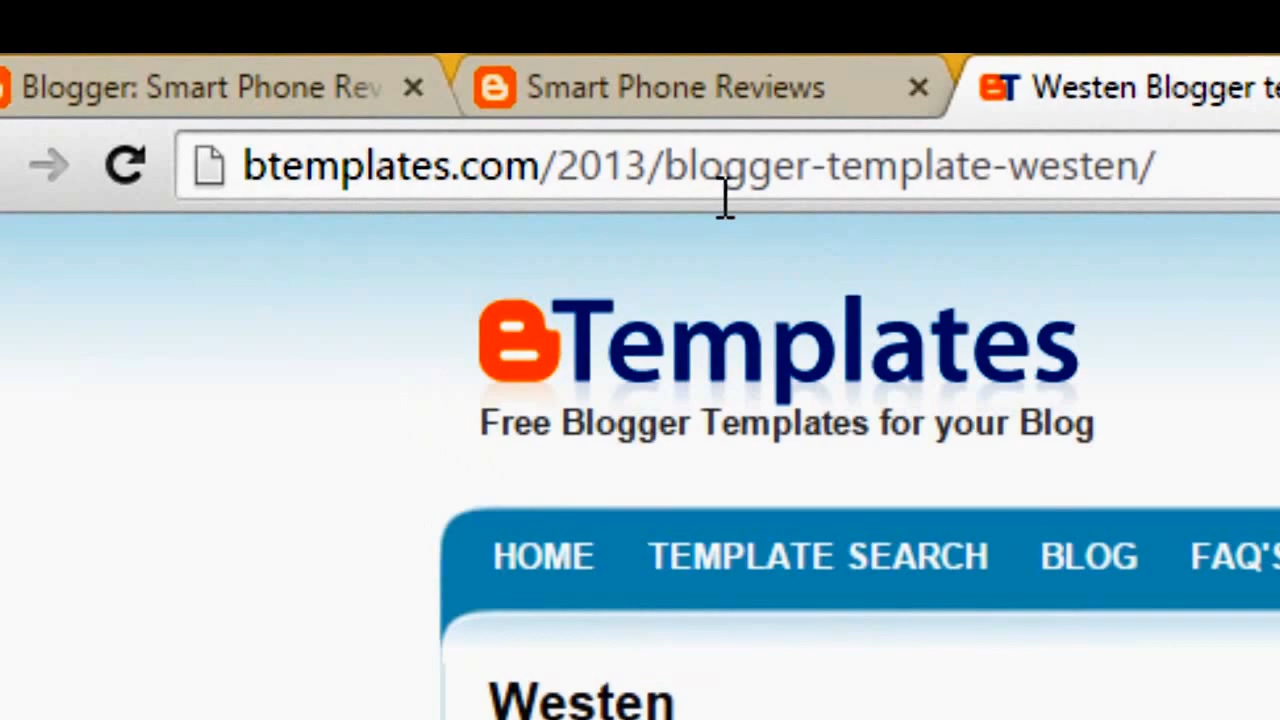 Blogger: Smart Phone Rev
Smart Phone Reviews
Westen Blogger te
btemplates.com/2013/blogger-template-westen/
BTemplates
Free Blogger Templates for your Blog
HOME TEMPLATE SEARCH BLOG FAQ'S
Westen